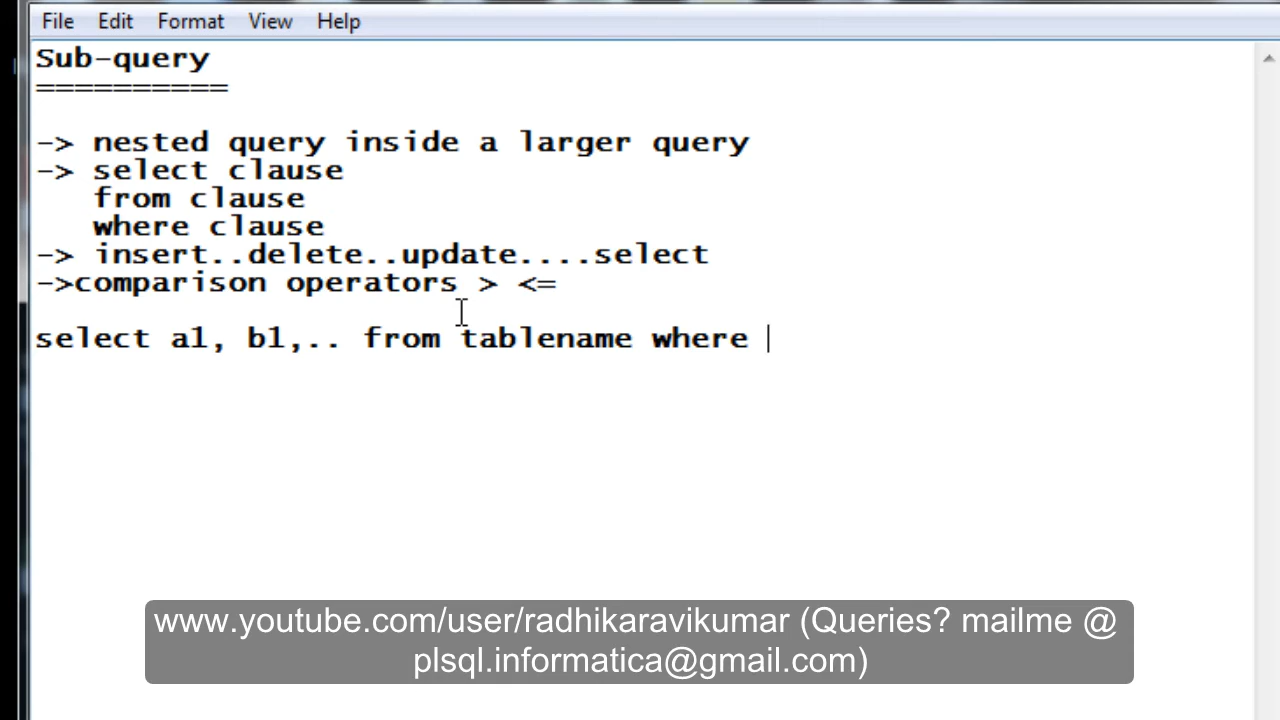 File Edit Format View Help
Sub-query
==========
-> nested query inside a larger query
-> select clause
from clause
where clause
-> insert..delete..update....select
->comparison operators > <=
select a1, b1,.. from tablename where
www.youtube.com/user/radhikaravikumar (Queries? mailme @
plsql.informatica@gmail.com)